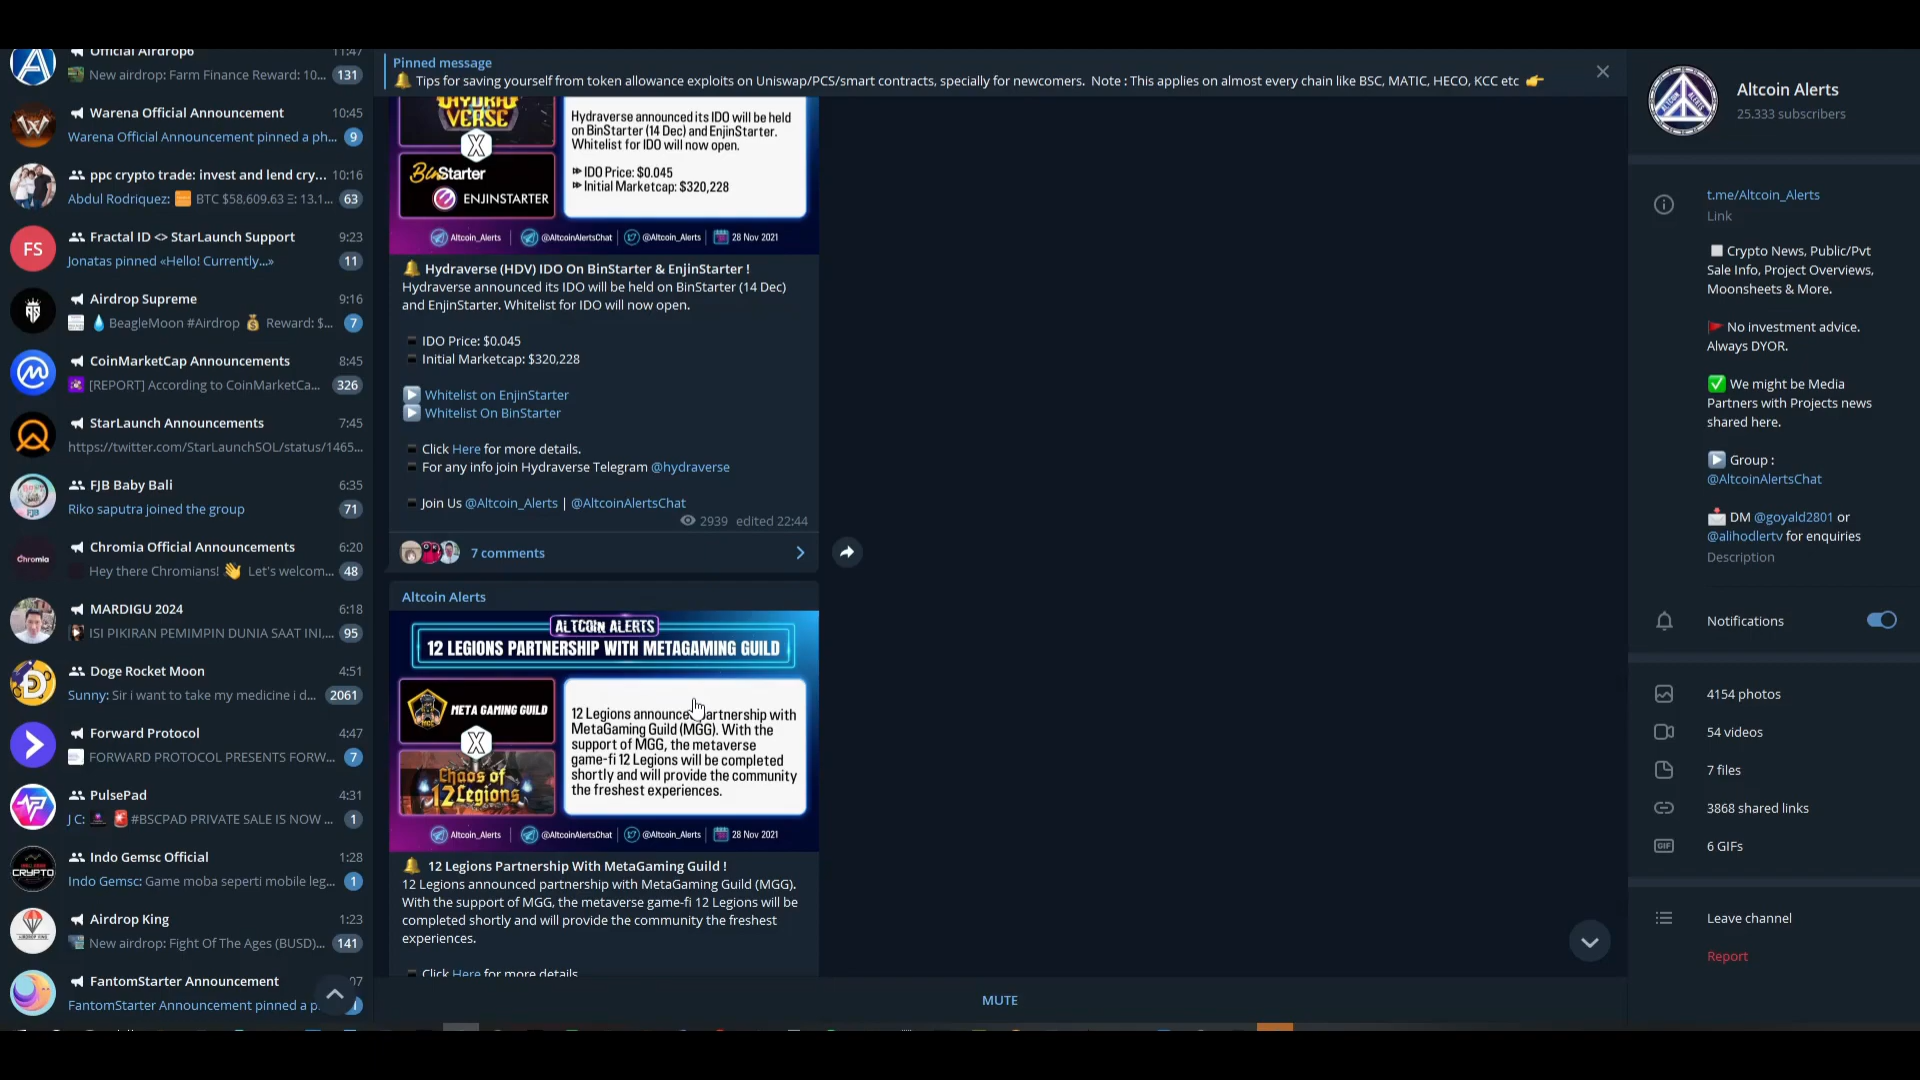 Official Airdrop6 11:47
New airdrop: Farm Finance Reward: 10... 131
Warena Official Announcement 10:45
Warena Official Announcement pinned a ph... 9
ppc crypto trade: invest and lend cry... 10:16
Abdul Rodriquez: 🟧 BTC $58,609.63 Ξ: 13.1... 63
FS
Fractal ID <> StarLaunch Support 9:23
Jonatas pinned «Hello! Currently...» 11
Airdrop Supreme 9:16
💧 BeagleMoon #Airdrop 💰 Reward: $... 7
CoinMarketCap Announcements 8:45
[REPORT] According to CoinMarketCa... 326
StarLaunch Announcements 7:45
https://twitter.com/StarLaunchSOL/status/1465...
FJB Baby Bali 6:35
Riko saputra joined the group 71
Chromia
Chromia Official Announcements 6:20
Hey there Chromians! 👋 Let's welcom... 48
MARDIGU 2024 6:18
ISI PIKIRAN PEMIMPIN DUNIA SAAT INI,... 95
Doge Rocket Moon 4:51
Sunny: Sir i want to take my medicine i d... 2061
Forward Protocol 4:47
FORWARD PROTOCOL PRESENTS FORW... 7
PulsePad 4:31
J C: 🚨 #BSCPAD PRIVATE SALE IS NOW ... 1
CRYPTO
Indo Gemsc Official 1:28
Indo Gemsc: Game moba seperti mobile leg... 1
Airdrop King 1:23
New airdrop: Fight Of The Ages (BUSD)... 141
FantomStarter Announcement
FantomStarter Announcement pinned a p
Pinned message
🔔 Tips for saving yourself from token allowance exploits on Uniswap/PCS/smart contracts, specially for newcomers. Note : This applies on almost every chain like BSC, MATIC, HECO, KCC etc 👉
HYDRA
VERSE
X
BinStarter
ENJINSTARTER
Hydraverse announced its IDO will be held
on BinStarter (14 Dec) and EnjinStarter.
Whitelist for IDO will now open.
IDO Price: $0.045
Initial Marketcap: $320,228
Altcoin_Alerts | @AltcoinAlertsChat | @Altcoin_Alerts | 28 Nov 2021
🔔 Hydraverse (HDV) IDO On BinStarter & EnjinStarter !
Hydraverse announced its IDO will be held on BinStarter (14 Dec)
and EnjinStarter. Whitelist for IDO will now open.
▪ IDO Price: $0.045
▪ Initial Marketcap: $320,228
▶ Whitelist on EnjinStarter
▶ Whitelist On BinStarter
▪ Click Here for more details.
▪ For any info join Hydraverse Telegram @hydraverse
▪ Join Us @Altcoin_Alerts | @AltcoinAlertsChat
2939 edited 22:44
7 comments
Altcoin Alerts
ALTCOIN ALERTS
12 LEGIONS PARTNERSHIP WITH METAGAMING GUILD
META GAMING GUILD
X
Chaos of
12 Legions
12 Legions announced partnership with
MetaGaming Guild (MGG). With the
support of MGG, the metaverse
game-fi 12 Legions will be completed
shortly and will provide the community
the freshest experiences.
Altcoin_Alerts | @AltcoinAlertsChat | @Altcoin_Alerts | 28 Nov 2021
🔔 12 Legions Partnership With MetaGaming Guild !
12 Legions announced partnership with MetaGaming Guild (MGG).
With the support of MGG, the metaverse game-fi 12 Legions will be
completed shortly and will provide the community the freshest
experiences.
▪ Click Here for more details
MUTE
Altcoin Alerts
25,333 subscribers
t.me/Altcoin_Alerts
Link
Crypto News, Public/Pvt
Sale Info, Project Overviews,
Moonsheets & More.
🚩 No investment advice.
Always DYOR.
✅ We might be Media
Partners with Projects news
shared here.
▶ Group :
@AltcoinAlertsChat
📩 DM @goyald2801 or
@alihodlertv for enquiries
Description
Notifications
4154 photos
54 videos
7 files
3868 shared links
GIF 6 GIFs
Leave channel
Report